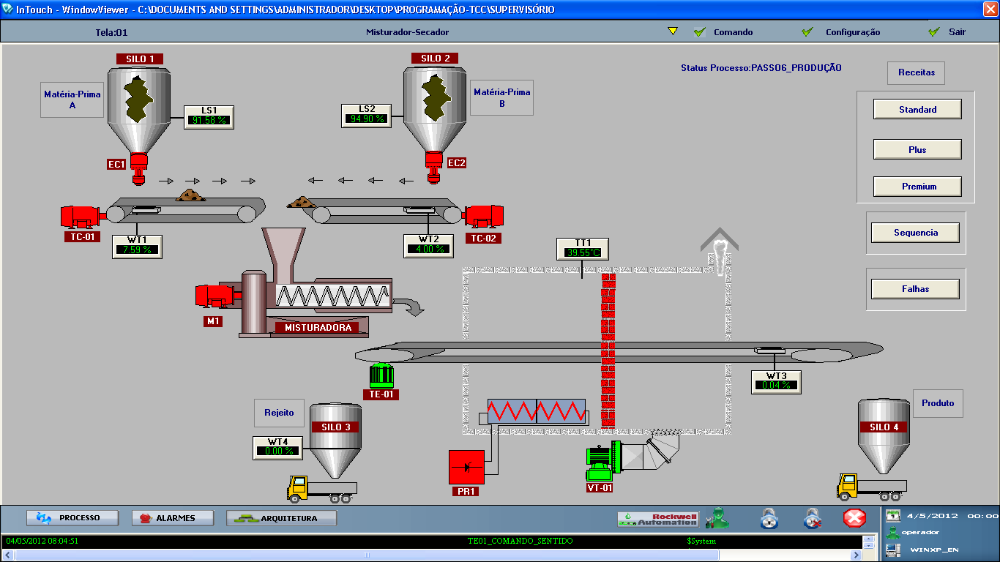 InTouch - WindowViewer - C:\DOCUMENTS AND SETTINGS\ADMINISTRADOR\DESKTOP\PROGRAMAÇÃO-TCC\SUPERVISÓRIO
Tela:01
Misturador-Secador
Comando
Configuração
Sair
SILO 1
SILO 2
Status Processo:PASSO6_PRODUÇÃO
Receitas
Matéria-Prima
A
Matéria-Prima
B
LS1
91.58 %
LS2
94.90 %
Standard
Plus
Premium
EC1
EC2
TC-01
WT1
7.59 %
WT2
4.00 %
TC-02
Sequencia
TT1
39.55°C
Falhas
M1
MISTURADORA
TE-01
WT3
0.04 %
Rejeito
SILO 3
WT4
0.00 %
Produto
SILO 4
PR1
VT-01
PROCESSO
ALARMES
ARQUITETURA
Rockwell
Automation
4/5/2012 00:00
operador
WINXP_EN
04/05/2012 08:04:51
TE01_COMANDO_SENTIDO
$System